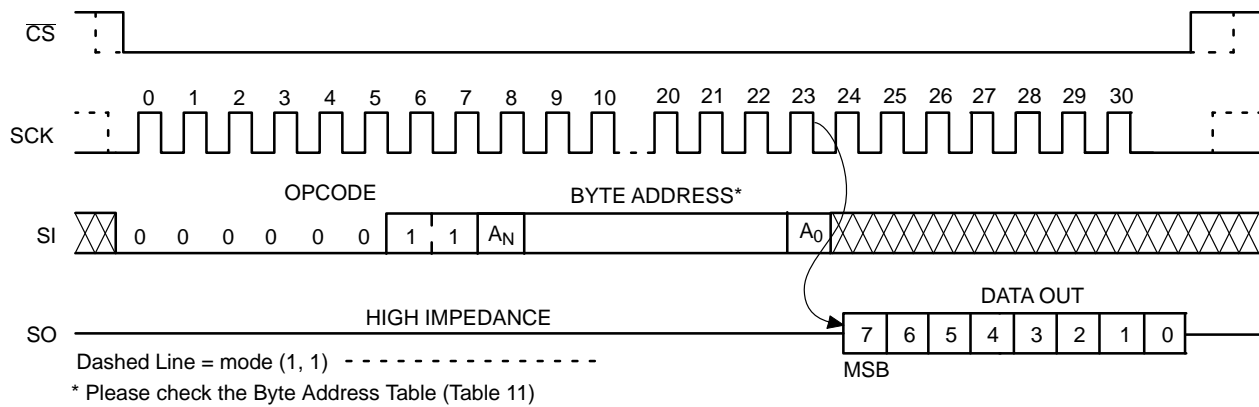 CS
0 1 2 3 4 5 6 7 8 9 10 20 21 22 23 24 25 26 27 28 29 30
SCK
OPCODE BYTE ADDRESS*
SI 0 0 0 0 0 0 1 1 AN A0
DATA OUT
HIGH IMPEDANCE
SO 7 6 5 4 3 2 1 0
Dashed Line = mode (1, 1) - - - - - - - - - - - - - - -
MSB
* Please check the Byte Address Table (Table 11)